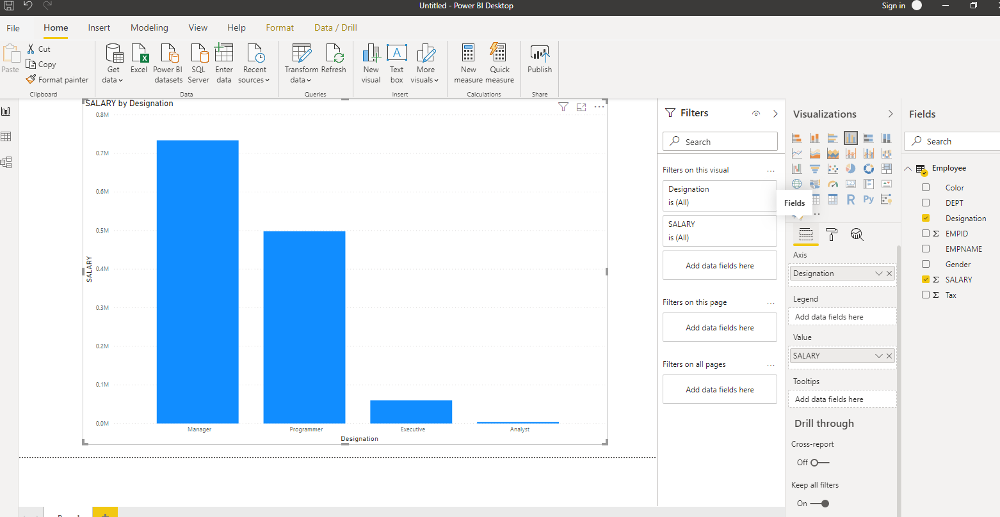 Untitled - Power BI Desktop
Sign in
File Home Insert Modeling View Help Format Data / Drill
Paste
Cut
Copy
Format painter
Clipboard
Get data
Excel
Power BI datasets
SQL Server
Enter data
Recent sources
Data
Transform data
Refresh
Queries
New visual
Text box
More visuals
Insert
New measure
Quick measure
Calculations
Publish
Share
SALARY by Designation
0.8M
0.7M
0.6M
0.5M
0.4M
0.3M
0.2M
0.1M
0.0M
SALARY
Manager Programmer Executive Analyst
Designation
Filters
Search
Filters on this visual
Designation
is (All)
SALARY
is (All)
Add data fields here
Filters on this page
Add data fields here
Filters on all pages
Add data fields here
Visualizations
123
R Py
Fields
Axis
Designation
Legend
Add data fields here
Value
SALARY
Tooltips
Add data fields here
Drill through
Cross-report
Off
Keep all filters
On
Fields
Search
Employee
Color
DEPT
Designation
Σ EMPID
EMPNAME
Gender
Σ SALARY
Σ Tax